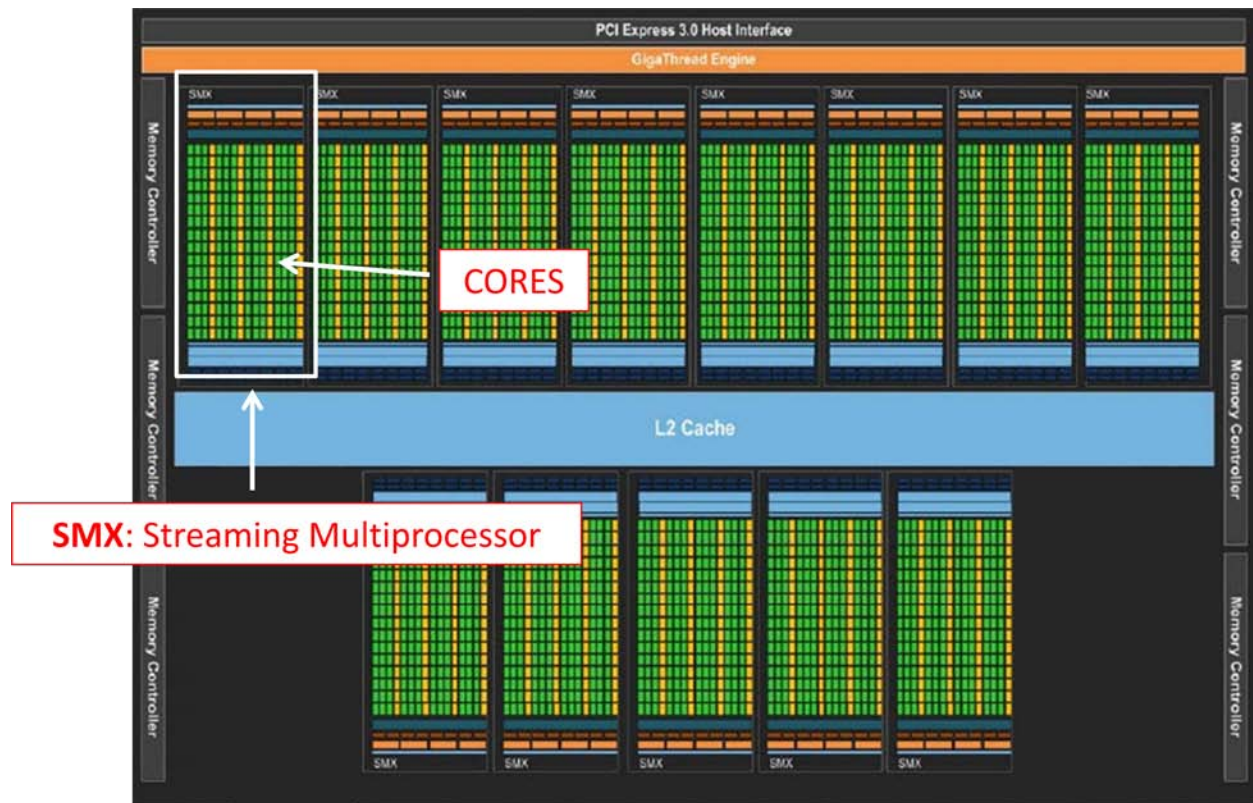 PCI Express 3.0 Host Interface
GigaThread Engine
SMX
SMX
SMX
SMX
SMX
SMX
SMX
SMX
Memory Controller
Memory Controller
CORES
Memory Controller
Memory Controller
L2 Cache
SMX: Streaming Multiprocessor
Memory Controller
Memory Controller
SMX
SMX
SMX
SMX
SMX